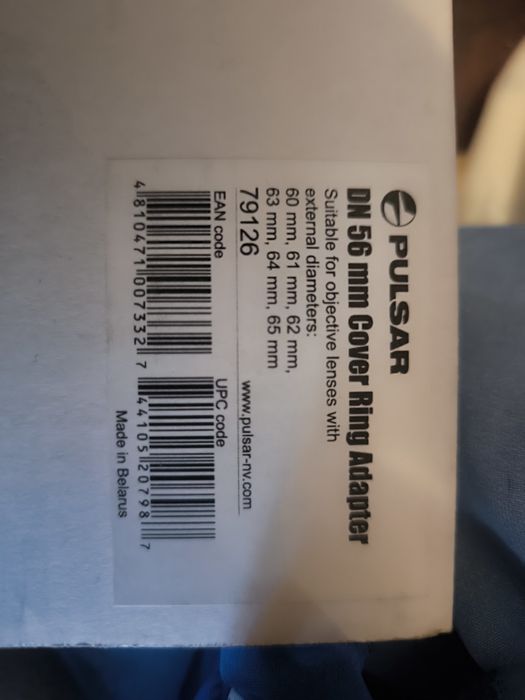 PULSAR
DN 56 mm Cover Ring Adapter
Suitable for objective lenses with
external diameters:
60 mm, 61 mm, 62 mm,
63 mm, 64 mm, 65 mm
79126
www.pulsar-nv.com
EAN code
4 810471 007332
UPC code
7 44105 20798 7
Made in Belarus